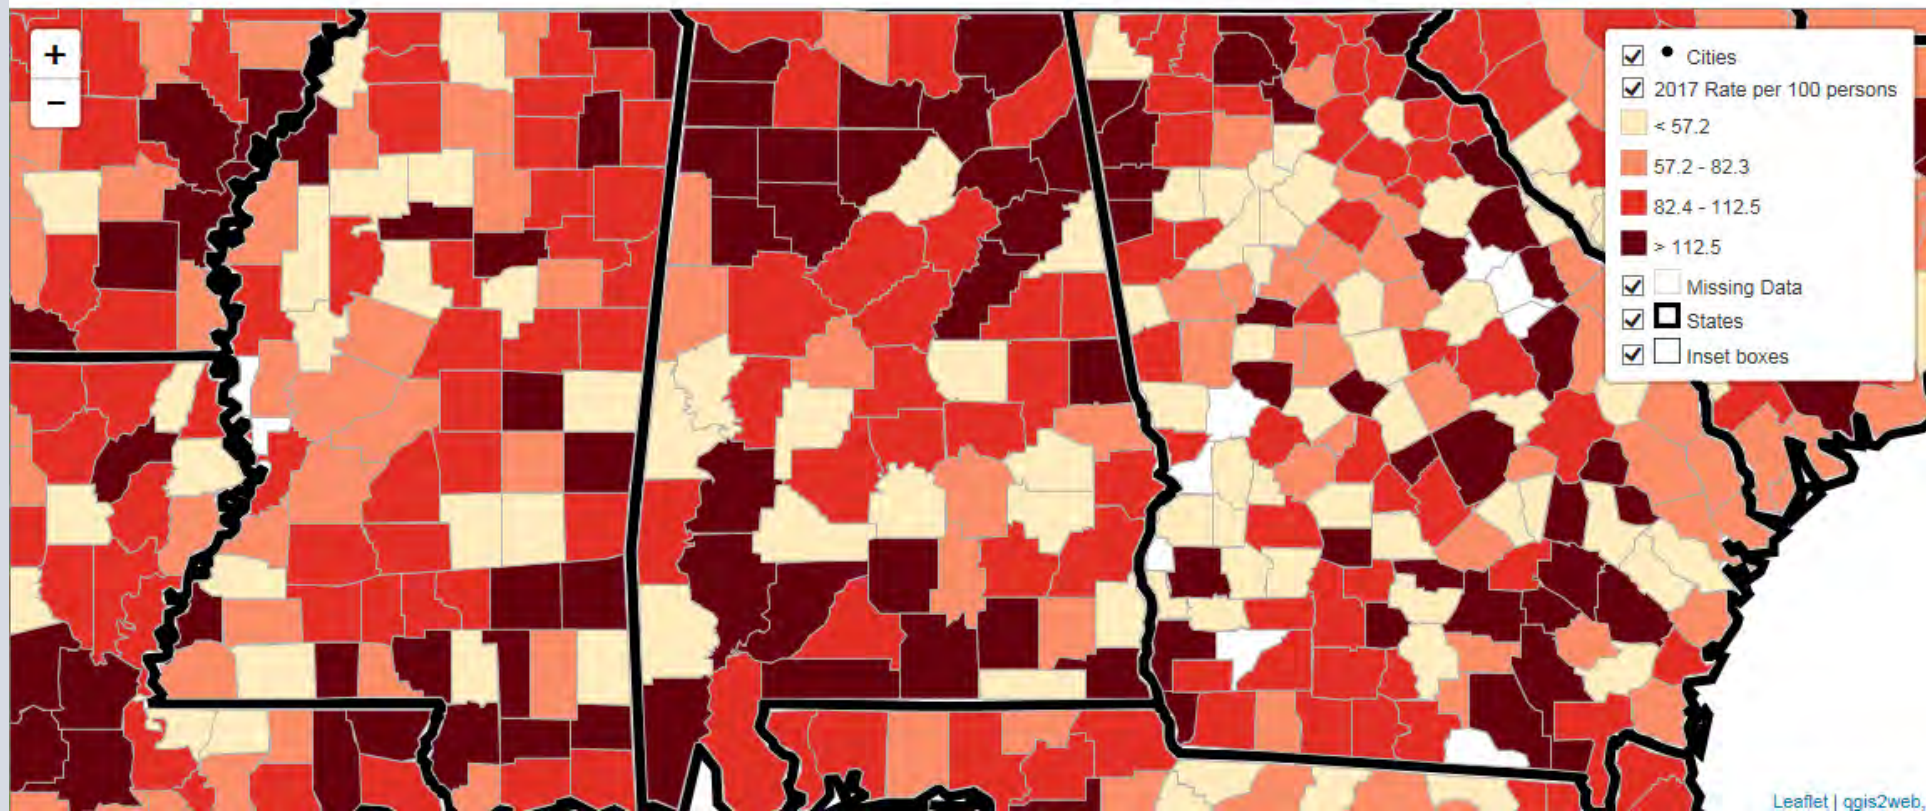 +
−
Cities
2017 Rate per 100 persons
< 57.2
57.2 - 82.3
82.4 - 112.5
> 112.5
Missing Data
States
Inset boxes
Leaflet | qgis2web,